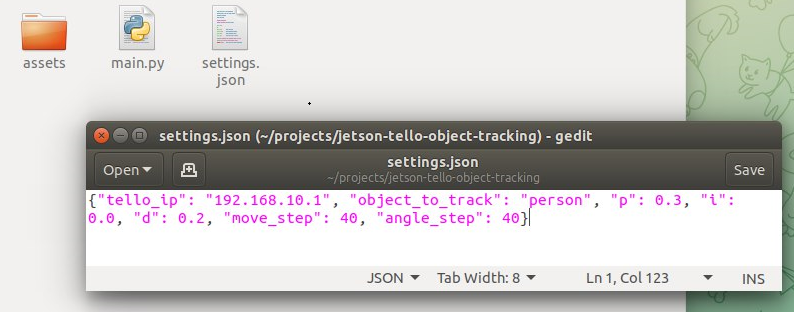 assets
main.py
settings.
json
settings.json (~/projects/jetson-tello-object-tracking) - gedit
Open
settings.json
~/projects/jetson-tello-object-tracking
Save
{"tello_ip": "192.168.10.1", "object_to_track": "person", "p": 0.3, "i":
0.0, "d": 0.2, "move_step": 40, "angle_step": 40}
JSON
Tab Width: 8
Ln 1, Col 123
INS